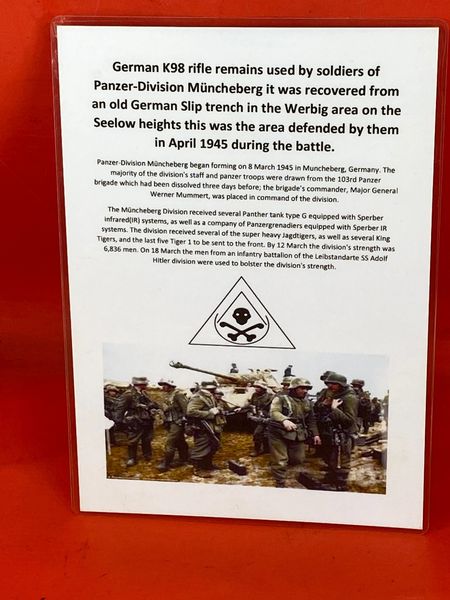 German K98 rifle remains used by soldiers of
Panzer-Division Müncheberg it was recovered from
an old German Slip trench in the Werbig area on the
Seelow heights this was the area defended by them
in April 1945 during the battle.
Panzer-Division Müncheberg began forming on 8 March 1945 in Muncheberg, Germany. The
majority of the division's staff and panzer troops were drawn from the 103rd Panzer
brigade which had been dissolved three days before; the brigade's commander, Major General
Werner Mummert, was placed in command of the division.
The Müncheberg Division received several Panther tank type G equipped with Sperber
infrared(IR) systems, as well as a company of Panzergrenadiers equipped with Sperber IR
systems. The division received several of the super heavy Jagdtigers, as well as several King
Tigers, and the last five Tiger 1 to be sent to the front. By 12 March the division's strength was
6,836 men. On 18 March the men from an infantry battalion of the Leibstandarte SS Adolf
Hitler division were used to bolster the division's strength.